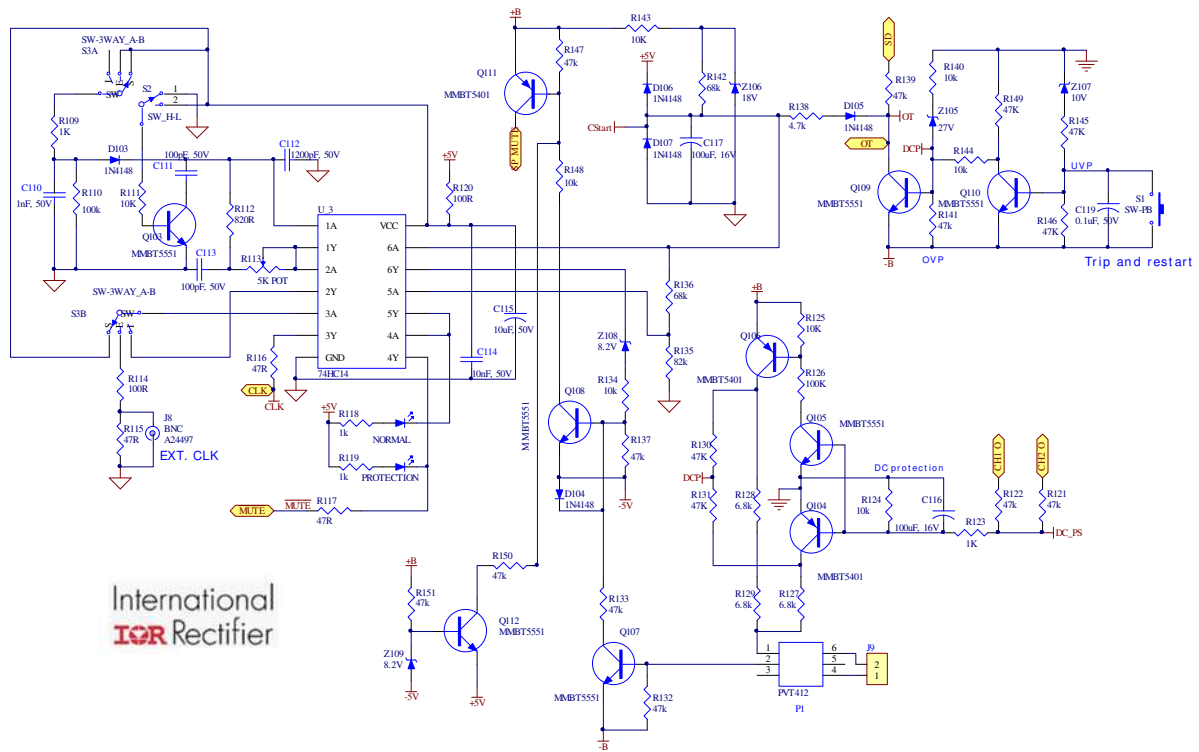 SW-3WAY_A-B
S3A
SW
S2
1
2
SW_H-L
R109
1K
D103
1N4148
100pF, 50V
C111
C112
1200pF, 50V
C110
1nF, 50V
R110
100k
R111
10K
R112
820R
Q103
MMBT5551
C113
100pF, 50V
R113
5K POT
SW-3WAY_A-B
S3B
SW
R114
100R
R115
47R
J8
BNC
A24497
EXT. CLK
U_3
1A
1Y
2A
2Y
3A
3Y
GND
VCC
6A
6Y
5A
5Y
4A
4Y
74HC14
+5V
R120
100R
R116
47R
CLK
CLK
C115
10uF, 50V
C114
10nF, 50V
+5V
R118
1k
NORMAL
R119
1k
PROTECTION
MUTE
MUTE
R117
47R
+B
Q111
MMBT5401
R147
47k
R143
10K
R148
10k
+5V
D106
1N4148
R142
68k
Z106
18V
CStart
D107
1N4148
C117
100uF, 16V
R138
4.7k
D105
1N4148
SD
R139
47k
OT
OT
R140
10k
Z105
27V
DCP
R144
10k
R149
47K
Z107
10V
R145
47K
UVP
Q109
MMBT5551
R141
47k
Q110
MMBT5551
R146
47K
C119
0.1uF, 50V
S1
SW-PB
-B
OVP
Trip and restart
R136
68k
R135
82k
Z108
8.2V
R134
10k
Q108
MMBT5551
R137
47k
-5V
D104
1N4148
+B
Q106
MMBT5401
R125
10K
R126
100K
Q105
MMBT5551
DC protection
R130
47K
DCP
R131
47K
R128
6.8k
R124
10k
C116
100uF, 16V
Q104
MMBT5401
R123
1K
CH1 O
CH2 O
R122
47k
R121
47k
DC_PS
R129
6.8k
R127
6.8k
+B
R151
47k
Z109
8.2V
-5V
Q112
MMBT5551
+5V
R150
47k
R133
47k
Q107
MMBT5551
R132
47k
-B
1
2
3
6
5
4
PVT412
P1
J9
2
1
International
IOR Rectifier